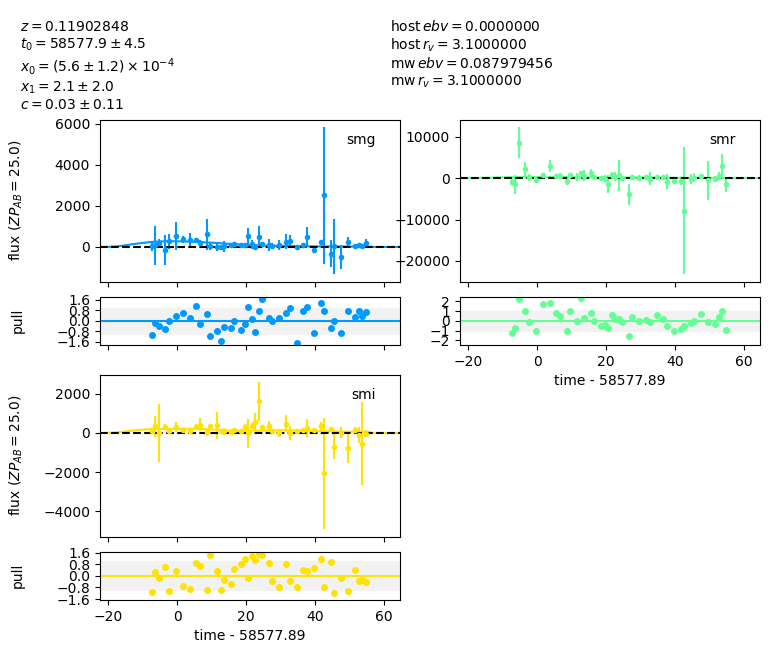 z = 0.11902848
t₀ = 58577.9 ± 4.5
x₀ = (5.6 ± 1.2) × 10⁻⁴
x₁ = 2.1 ± 2.0
c = 0.03 ± 0.11
host ebv = 0.0000000
host r_v = 3.1000000
mw ebv = 0.087979456
mw r_v = 3.1000000
flux (ZP_AB = 25.0)
6000
4000
2000
0
smg
10000
0
−10000
−20000
smr
pull
1.6
0.8
0.0
−0.8
−1.6
2
1
0
−1
−2
−20 0 20 40 60
time - 58577.89
flux (ZP_AB = 25.0)
2000
0
−2000
−4000
smi
pull
1.6
0.8
0.0
−0.8
−1.6
−20 0 20 40 60
time - 58577.89